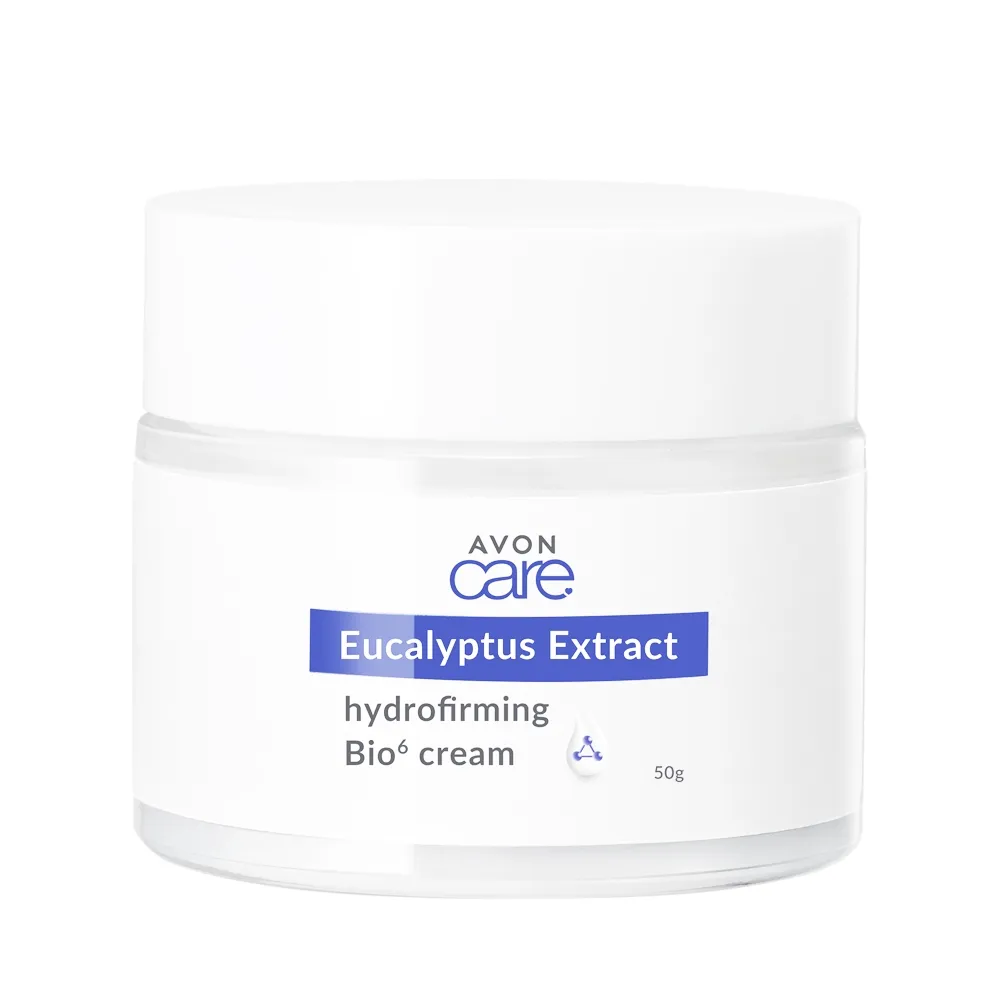 AVON
care
Eucalyptus Extract
hydrofirming
Bio⁶ cream
50g